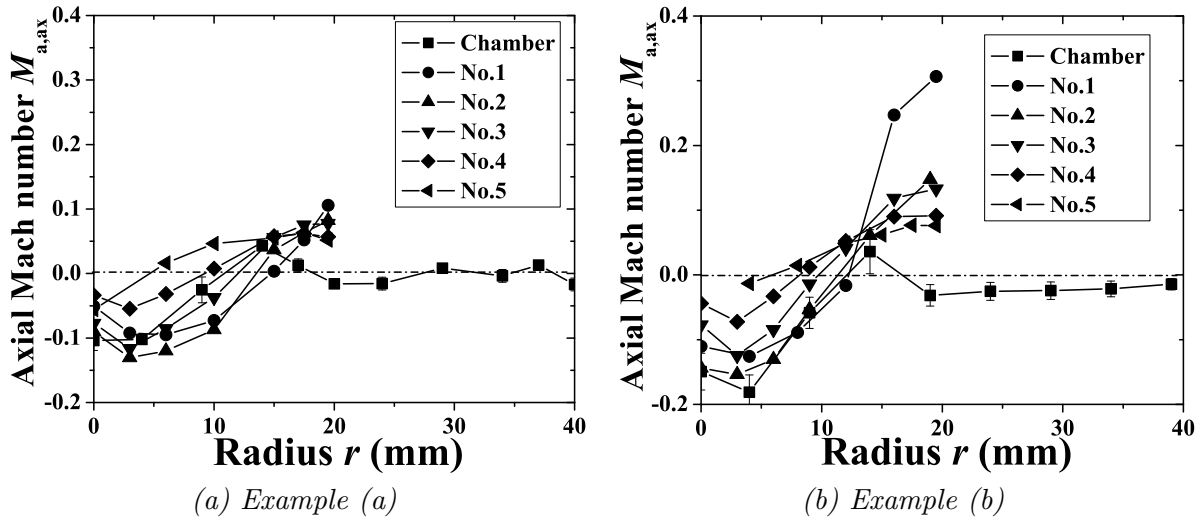 Axial Mach number M_a,ax
0.4
0.3
0.2
0.1
0.0
-0.1
-0.2
Chamber
No.1
No.2
No.3
No.4
No.5
0 10 20 30 40
Radius r (mm)
(a) Example (a)
Axial Mach number M_a,ax
0.4
0.2
0.0
-0.2
Chamber
No.1
No.2
No.3
No.4
No.5
0 10 20 30 40
Radius r (mm)
(b) Example (b)